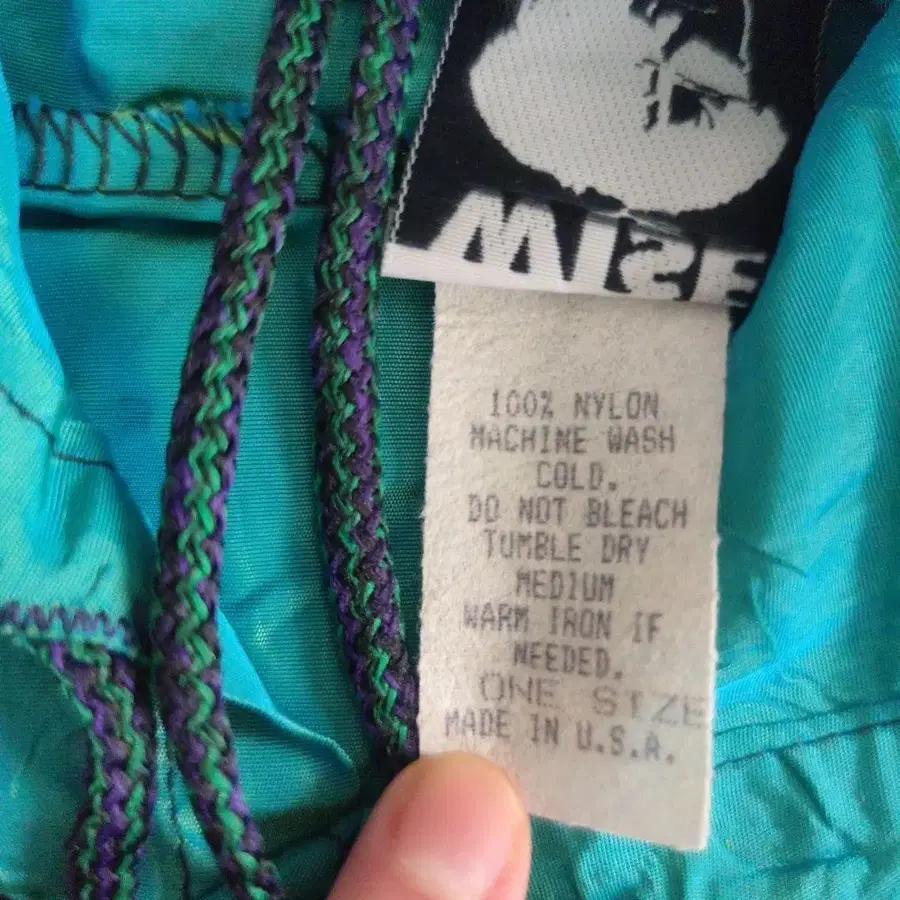 WISE
100% NYLON
MACHINE WASH
COLD.
DO NOT BLEACH
TUMBLE DRY
MEDIUM
WARM IRON IF
NEEDED.
ONE SIZE
MADE IN U.S.A.